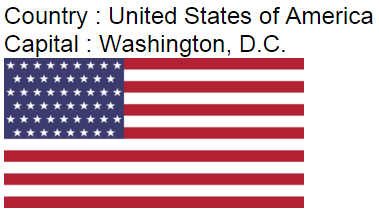 Country : United States of America
Capital : Washington, D.C.